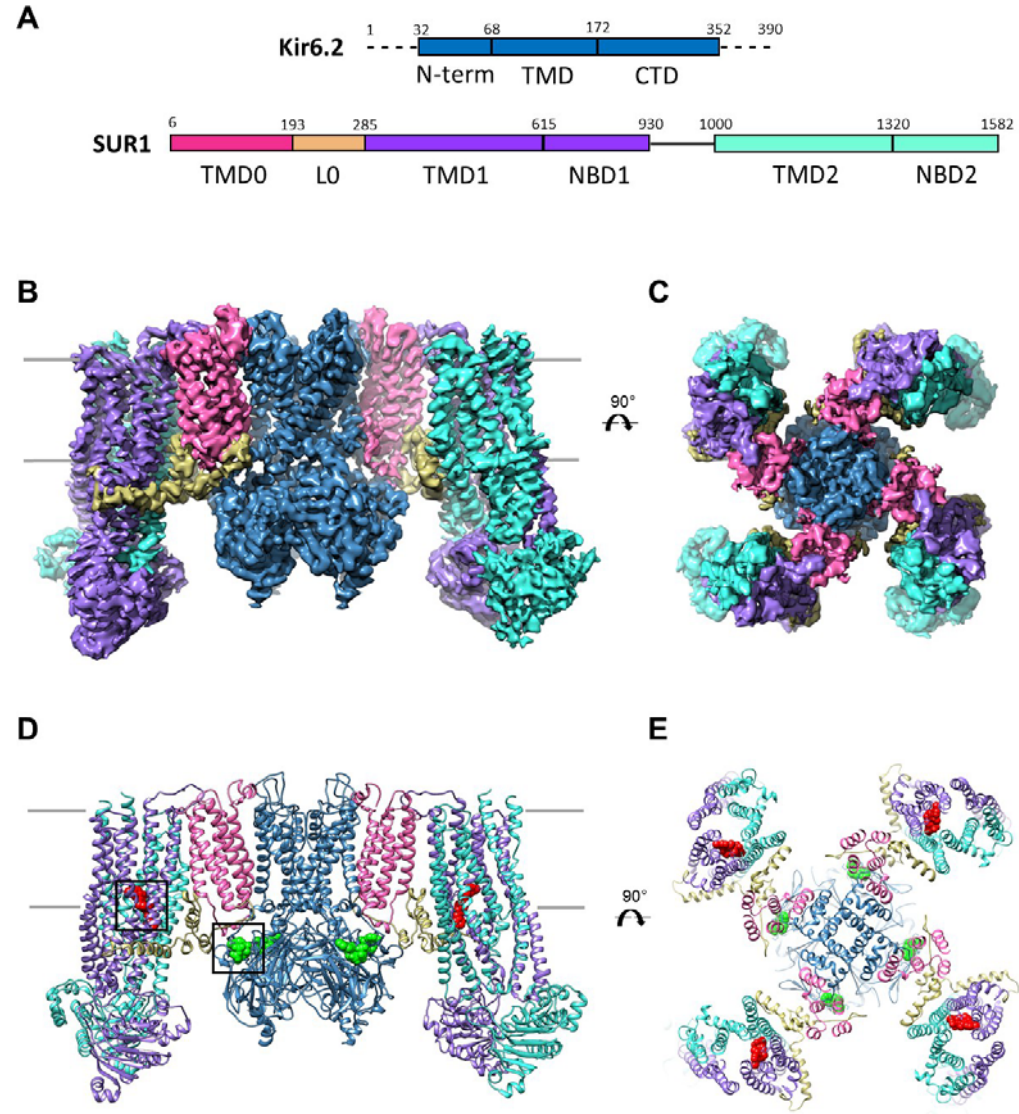 A
1 32 68 172 352 390
Kir6.2
N-term TMD CTD
6 193 285 615 930 1000 1320 1582
SUR1
TMD0 L0 TMD1 NBD1 TMD2 NBD2
B
C
90°
D
E
90°